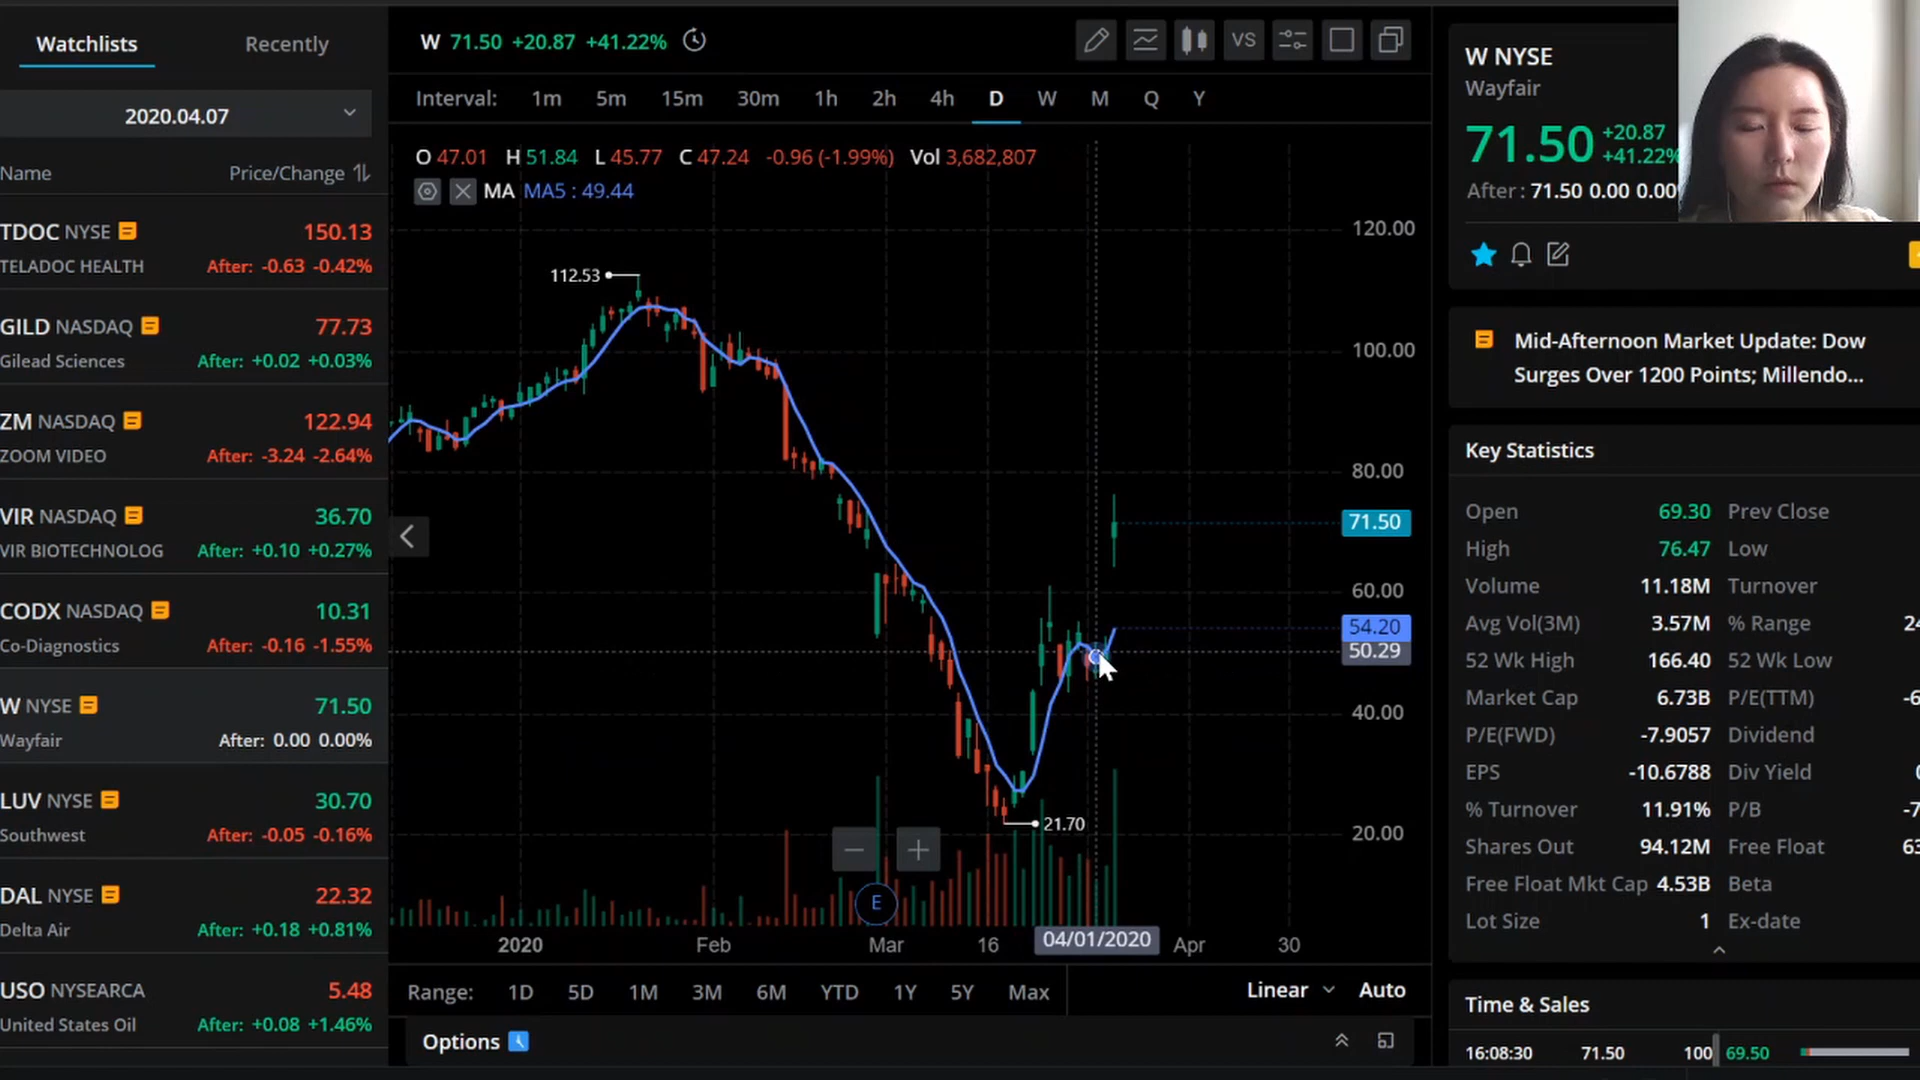 Watchlists Recently
2020.04.07
Name Price/Change
TDOC NYSE 150.13
TELADOC HEALTH After: -0.63 -0.42%
GILD NASDAQ 77.73
Gilead Sciences After: +0.02 +0.03%
ZM NASDAQ 122.94
ZOOM VIDEO After: -3.24 -2.64%
VIR NASDAQ 36.70
VIR BIOTECHNOLOG After: +0.10 +0.27%
CODX NASDAQ 10.31
Co-Diagnostics After: -0.16 -1.55%
W NYSE 71.50
Wayfair After: 0.00 0.00%
LUV NYSE 30.70
Southwest After: -0.05 -0.16%
DAL NYSE 22.32
Delta Air After: +0.18 +0.81%
USO NYSEARCA 5.48
United States Oil After: +0.08 +1.46%
W 71.50 +20.87 +41.22%
VS
Interval: 1m 5m 15m 30m 1h 2h 4h D W M Q Y
O 47.01 H 51.84 L 45.77 C 47.24 -0.96 (-1.99%) Vol 3,682,807
MA MA5 : 49.44
120.00
112.53
100.00
80.00
71.50
60.00
54.20
50.29
40.00
21.70
20.00
E
2020 Feb Mar 16 04/01/2020 Apr 30
Range: 1D 5D 1M 3M 6M YTD 1Y 5Y Max Linear Auto
Options
W NYSE
Wayfair
71.50 +20.87
+41.22%
After : 71.50 0.00 0.00
Mid-Afternoon Market Update: Dow
Surges Over 1200 Points; Millendo...
Key Statistics
Open 69.30 Prev Close
High 76.47 Low
Volume 11.18M Turnover
Avg Vol(3M) 3.57M % Range
52 Wk High 166.40 52 Wk Low
Market Cap 6.73B P/E(TTM)
P/E(FWD) -7.9057 Dividend
EPS -10.6788 Div Yield
% Turnover 11.91% P/B
Shares Out 94.12M Free Float
Free Float Mkt Cap 4.53B Beta
Lot Size 1 Ex-date
Time & Sales
16:08:30 71.50 100 69.50